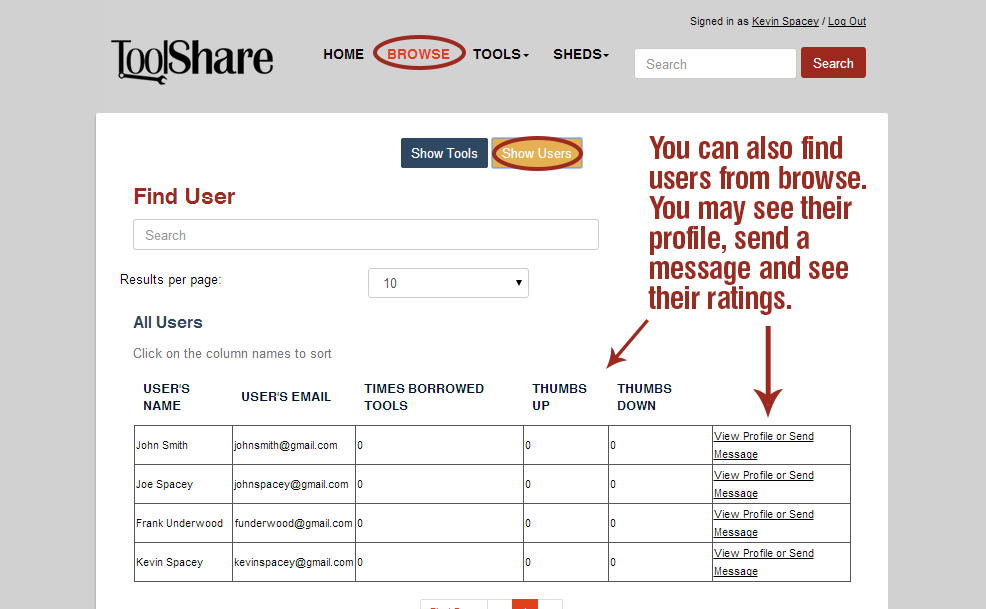 Signed in as Kevin Spacey / Log Out
ToolShare
HOME BROWSE TOOLS SHEDS
Search
Search
Show Tools
Show Users
You can also find
users from browse.
You may see their
profile, send a
message and see
their ratings.
Find User
Search
Results per page:
10
All Users
Click on the column names to sort
USER'S NAME USER'S EMAIL TIMES BORROWED TOOLS THUMBS UP THUMBS DOWN
John Smith johnsmith@gmail.com 0 0 0 View Profile or Send Message
Joe Spacey johnspacey@gmail.com 0 0 0 View Profile or Send Message
Frank Underwood funderwood@gmail.com 0 0 0 View Profile or Send Message
Kevin Spacey kevinspacey@gmail.com 0 0 0 View Profile or Send Message